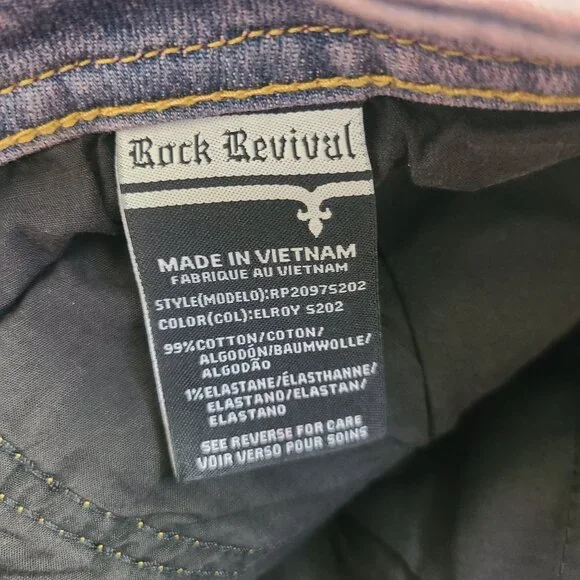 Rock Revival
MADE IN VIETNAM
FABRIQUE AU VIETNAM
STYLE(MODELO):RP2097S202
COLOR(COL):ELROY S202
99%COTTON/COTON/
ALGODÓN/BAUMWOLLE/
ALGODÃO
1%ELASTANE/ÉLASTHANNE/
ELASTANO/ELASTAN/
ELASTANO
SEE REVERSE FOR CARE
VOIR VERSO POUR SOINS